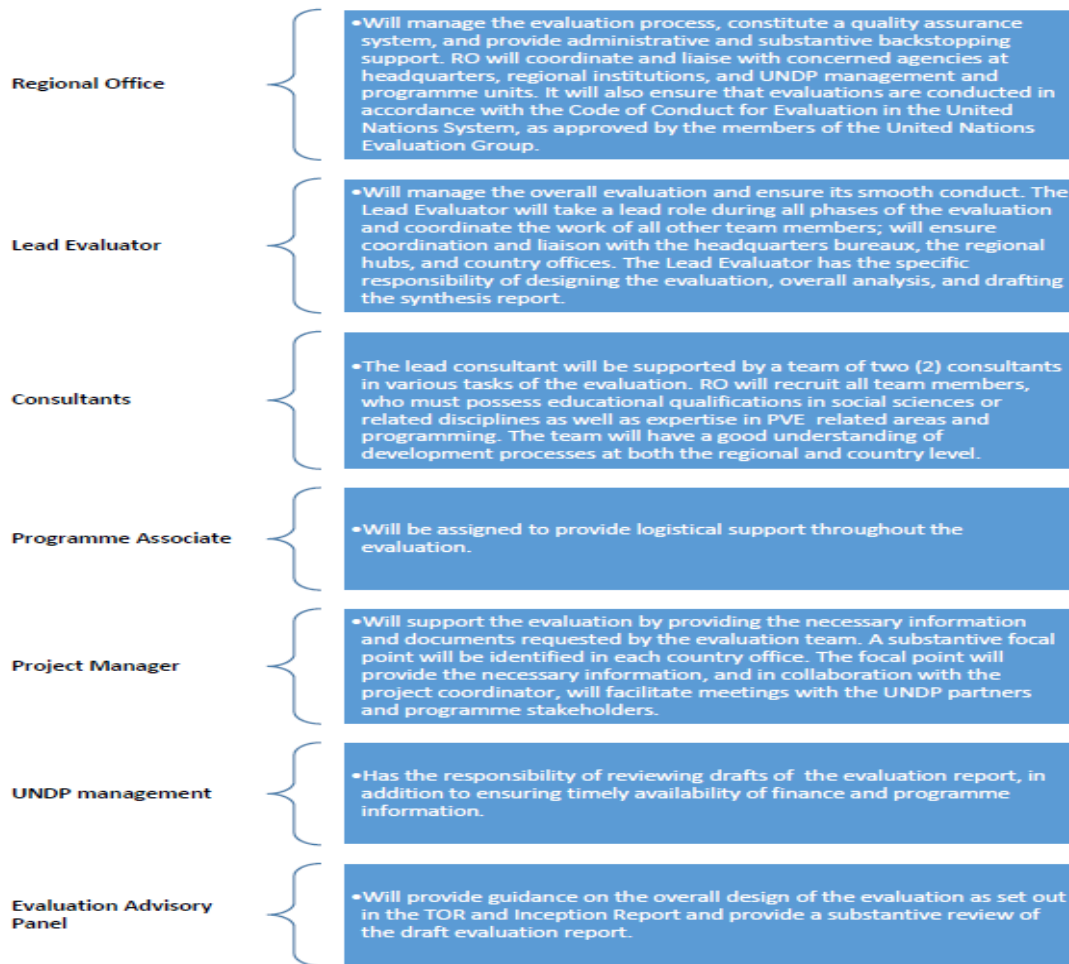 Regional Office
•Will manage the evaluation process, constitute a quality assurance
system, and provide administrative and substantive backstopping
support. RO will coordinate and liaise with concerned agencies at
headquarters, regional institutions, and UNDP management and
programme units. It will also ensure that evaluations are conducted in
accordance with the Code of Conduct for Evaluation in the United
Nations System, as approved by the members of the United Nations
Evaluation Group.
Lead Evaluator
•Will manage the overall evaluation and ensure its smooth conduct. The
Lead Evaluator will take a lead role during all phases of the evaluation
and coordinate the work of all other team members; will ensure
coordination and liaison with the headquarters bureaux, the regional
hubs, and country offices. The Lead Evaluator has the specific
responsibility of designing the evaluation, overall analysis, and drafting
the synthesis report.
Consultants
•The lead consultant will be supported by a team of two (2) consultants
in various tasks of the evaluation. RO will recruit all team members,
who must possess educational qualifications in social sciences or
related disciplines as well as expertise in PVE related areas and
programming. The team will have a good understanding of
development processes at both the regional and country level.
Programme Associate
•Will be assigned to provide logistical support throughout the
evaluation.
Project Manager
•Will support the evaluation by providing the necessary information
and documents requested by the evaluation team. A substantive focal
point will be identified in each country office. The focal point will
provide the necessary information, and in collaboration with the
project coordinator, will facilitate meetings with the UNDP partners
and programme stakeholders.
UNDP management
•Has the responsibility of reviewing drafts of the evaluation report, in
addition to ensuring timely availability of finance and programme
information.
Evaluation Advisory
Panel
•Will provide guidance on the overall design of the evaluation as set out
in the TOR and Inception Report and provide a substantive review of
the draft evaluation report.